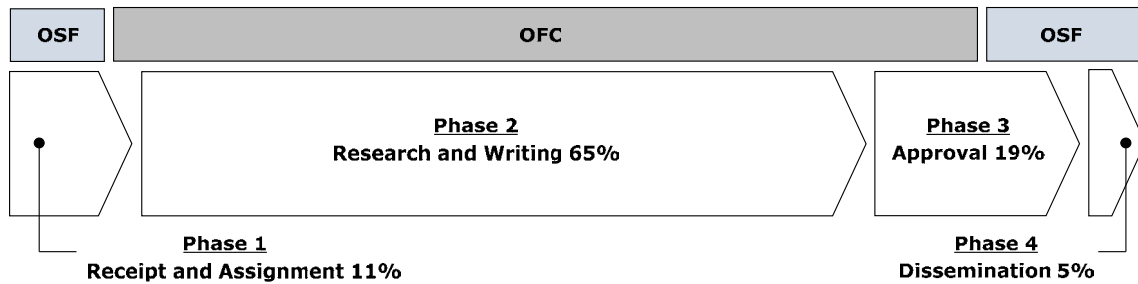 OSF
OFC
OSF
Phase 2
Research and Writing 65%
Phase 3
Approval 19%
Phase 1
Receipt and Assignment 11%
Phase 4
Dissemination 5%